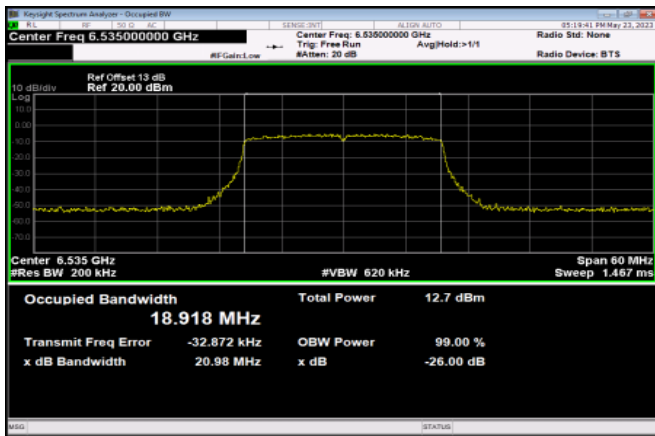 Keysight Spectrum Analyzer - Occupied BW
RL RF 50 Ω AC SENSE:INT ALIGN AUTO 05:19:41 PM May 23, 2023
Center Freq 6.535000000 GHz Center Freq: 6.535000000 GHz Radio Std: None
Trig: Free Run Avg|Hold:>1/1
#IFGain:Low #Atten: 20 dB Radio Device: BTS
Ref Offset 13 dB
10 dB/div Ref 20.00 dBm
Log
10.0
0.00
-10.0
-20.0
-30.0
-40.0
-50.0
-60.0
-70.0
Center 6.535 GHz Span 60 MHz
#Res BW 200 kHz #VBW 620 kHz Sweep 1.467 ms
Occupied Bandwidth Total Power 12.7 dBm
18.918 MHz
Transmit Freq Error -32.872 kHz OBW Power 99.00 %
x dB Bandwidth 20.98 MHz x dB -26.00 dB
MSG STATUS